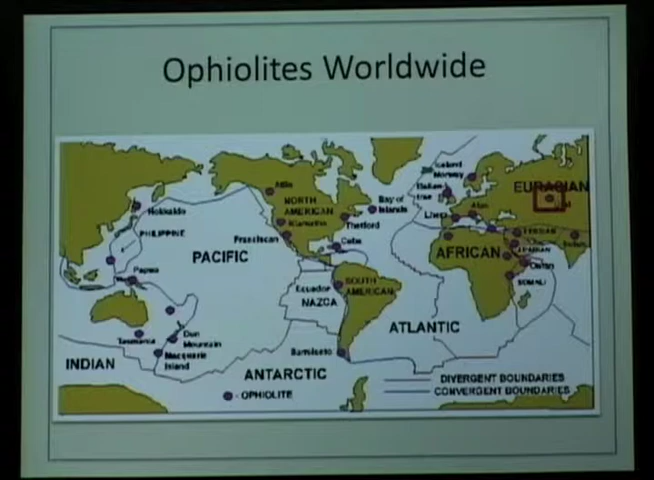 Ophiolites Worldwide
Iceland
Norway
EURASIAN
Atlin
NORTH
AMERICAN
Bay of
Islands
Hokkaido
Thetford
PHILIPPINE
Franciscan
Cuba
PACIFIC
AFRICAN
Papua
Oman
SOMALI
Ecuador
SOUTH
AMERICAN
NAZCA
ATLANTIC
Tasmania
Dun
Mountain
Macquarie
Island
Sarmiento
INDIAN
ANTARCTIC
DIVERGENT BOUNDARIES
CONVERGENT BOUNDARIES
- OPHIOLITE